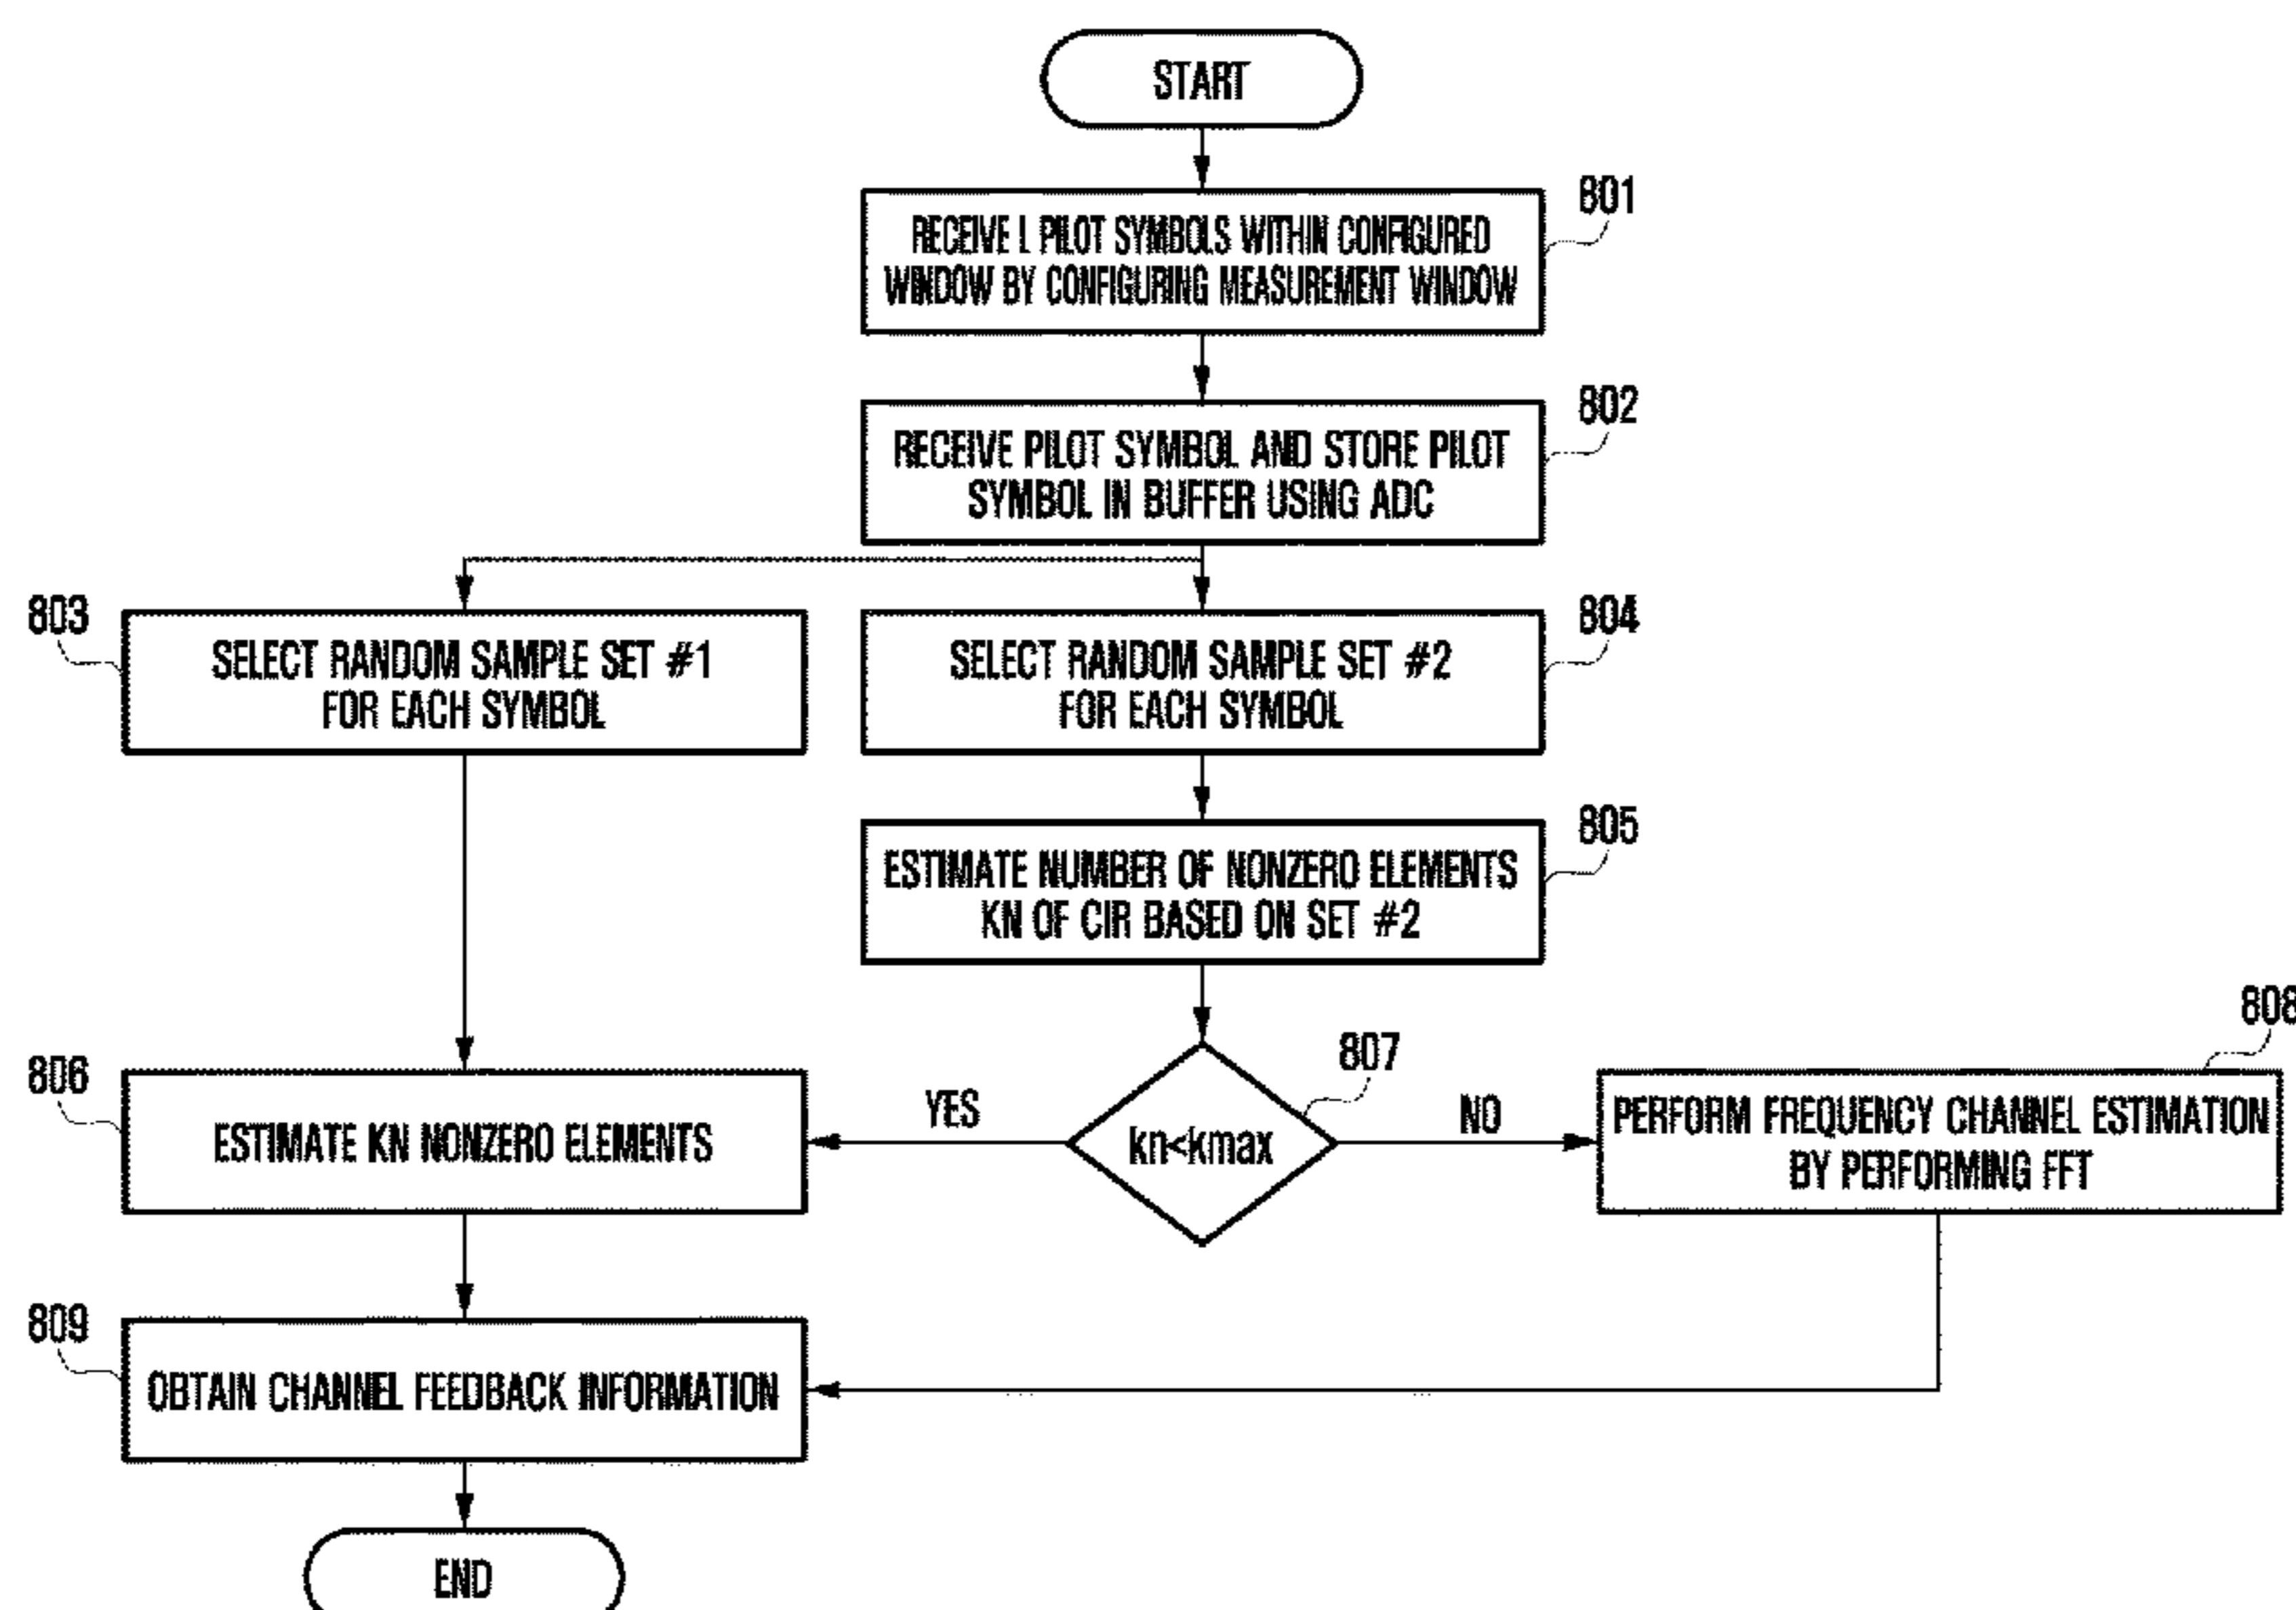 START
801
RECEIVE L PILOT SYMBOLS WITHIN CONFIGURED
WINDOW BY CONFIGURING MEASUREMENT WINDOW
802
RECEIVE PILOT SYMBOL AND STORE PILOT
SYMBOL IN BUFFER USING ADC
803
SELECT RANDOM SAMPLE SET #1
FOR EACH SYMBOL
804
SELECT RANDOM SAMPLE SET #2
FOR EACH SYMBOL
805
ESTIMATE NUMBER OF NONZERO ELEMENTS
KN OF CIR BASED ON SET #2
806
ESTIMATE KN NONZERO ELEMENTS
YES
807
kn<kmax
NO
808
PERFORM FREQUENCY CHANNEL ESTIMATION
BY PERFORMING FFT
809
OBTAIN CHANNEL FEEDBACK INFORMATION
END